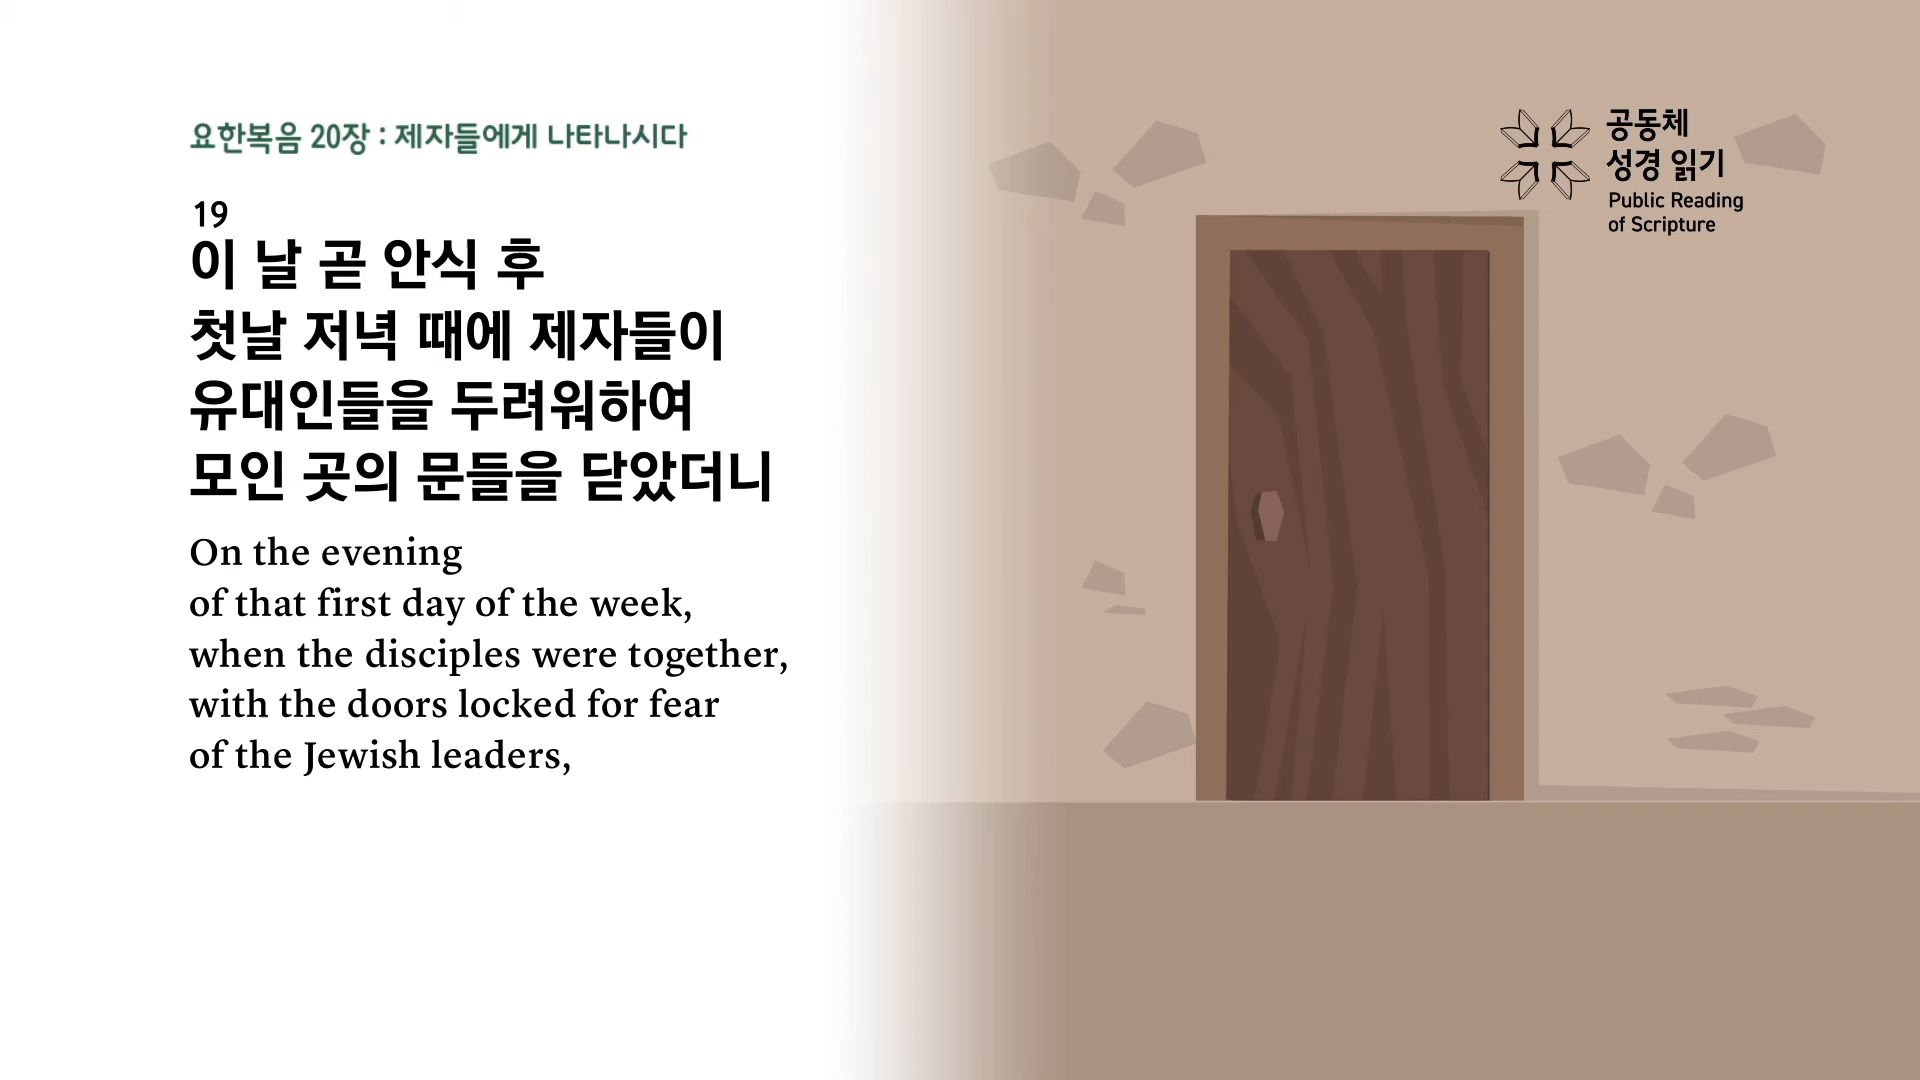 요한복음 20장 : 제자들에게 나타나시다
19
이 날 곧 안식 후
첫날 저녁 때에 제자들이
유대인들을 두려워하여
모인 곳의 문들을 닫았더니
On the evening
of that first day of the week,
when the disciples were together,
with the doors locked for fear
of the Jewish leaders,
공동체
성경 읽기
Public Reading
of Scripture